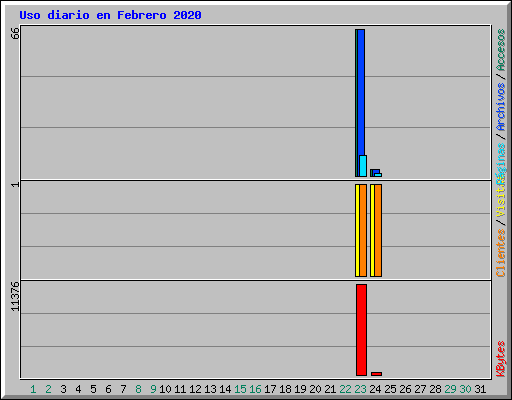 Uso diario en Febrero 2020
66
1
11376
Accesos / Archivos / Páginas
Visitas / Clientes
KBytes
1 2 3 4 5 6 7 8 9 10 11 12 13 14 15 16 17 18 19 20 21 22 23 24 25 26 27 28 29 30 31